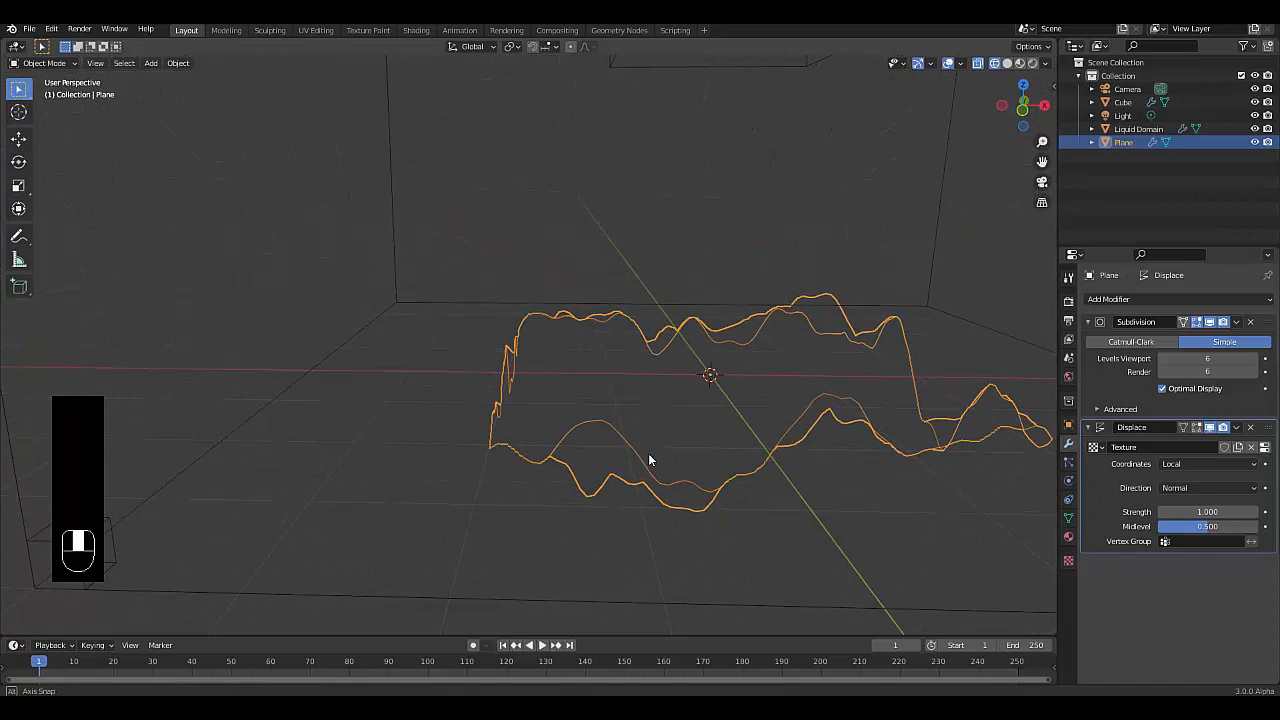 File Edit Render Window Help Layout Modeling Sculpting UV Editing Texture Paint Shading Animation Rendering Compositing Geometry Nodes Scripting Scene View Layer
Global Options
Object Mode View Select Add Object
User Perspective
(1) Collection | Plane
Scene Collection
Collection
Camera
Cube
Light
Liquid Domain
Plane
Plane Displace
Add Modifier
Subdivision
Catmull-Clark Simple
Levels Viewport 6
Render 6
Optimal Display
Advanced
Displace
Texture
Coordinates Local
Direction Normal
Strength 1.000
Midlevel 0.500
Vertex Group
Z
X
Playback Keying View Marker 1 Start 1 End 250
1 10 20 30 40 50 60 70 80 90 100 110 120 130 140 150 160 170 180 190 200 210 220 230 240 250
Alt Axis Snap 3.0.0 Alpha